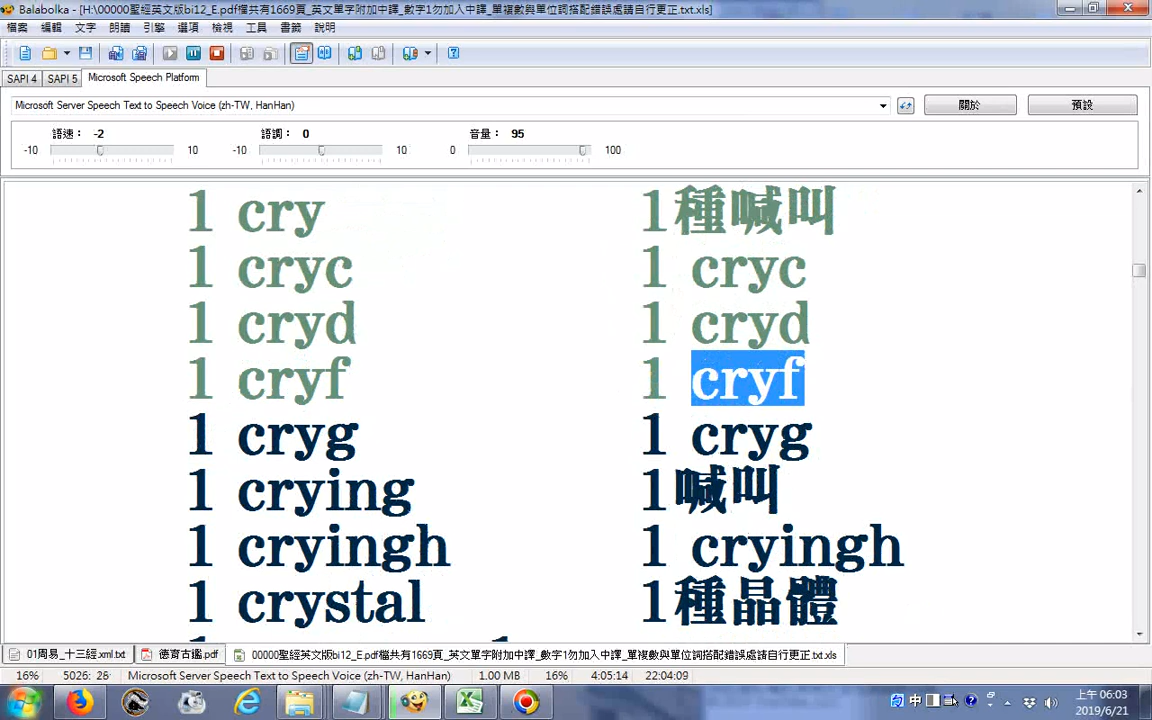 Balabolka - [H:\00000聖經英文版bi12_E.pdf檔共有1669頁_英文單字附加中譯_數字1勿加入中譯_單複數與單位詞搭配錯誤處請自行更正.txt.xls]
檔案 編輯 文字 朗讀 引擎 選項 檢視 工具 書籤 說明
SAPI 4 SAPI 5 Microsoft Speech Platform
Microsoft Server Speech Text to Speech Voice (zh-TW, HanHan) 關於 預設
語速： -2 語調： 0 音量： 95
-10 10 -10 10 0 100
1 cry 1種喊叫
1 cryc 1 cryc
1 cryd 1 cryd
1 cryf 1 cryf
1 cryg 1 cryg
1 crying 1喊叫
1 cryingh 1 cryingh
1 crystal 1種晶體
01周易_十三經.xml.txt 德育古鑑.pdf 00000聖經英文版bi12_E.pdf檔共有1669頁_英文單字附加中譯_數字1勿加入中譯_單複數與單位詞搭配錯誤處請自行更正.txt.xls
16% 5026: 28 Microsoft Server Speech Text to Speech Voice (zh-TW, HanHan) 1.00 MB 16% 4:05:14 22:04:09
中 上午 06:03
2019/6/21